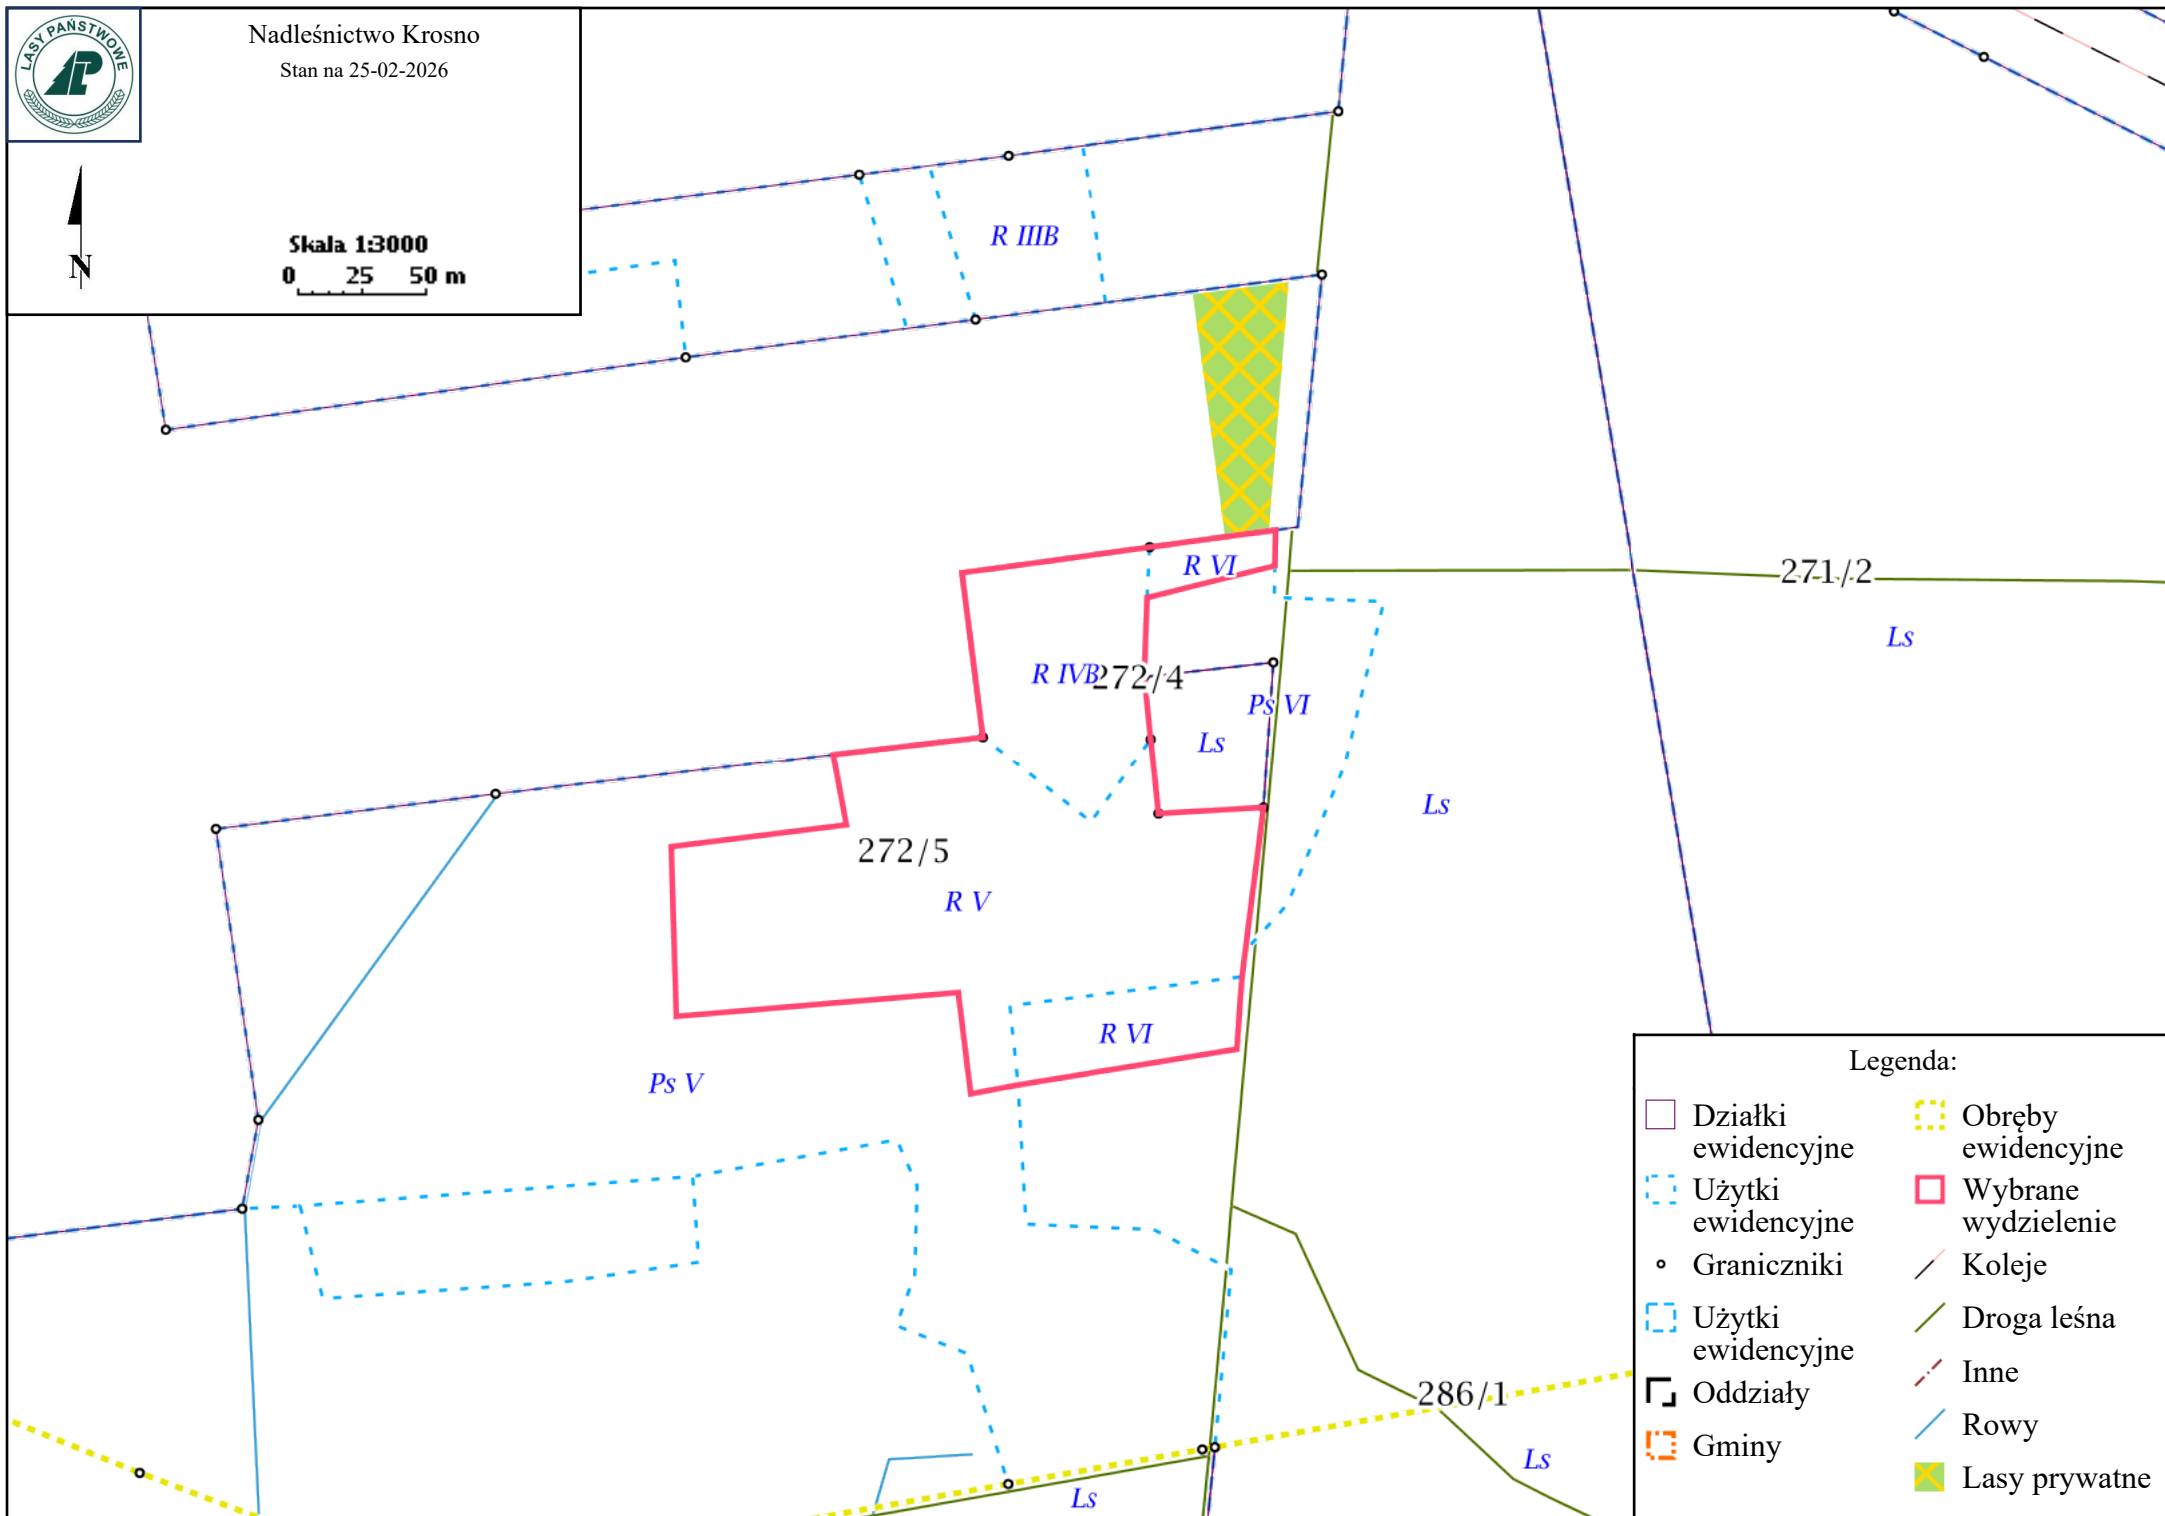 LASY PAŃSTWOWE
LP
Nadleśnictwo Krosno
Stan na 25-02-2026
N
Skala 1:3000
0 25 50 m
R IIIB
R VI
271/2
Ls
R IVB
272/4
Ps VI
Ls
Ls
272/5
R V
R VI
Ps V
286/1
Ls
Ls
Legenda:
Działki
ewidencyjne
Użytki
ewidencyjne
Graniczniki
Użytki
ewidencyjne
Oddziały
Gminy
Obręby
ewidencyjne
Wybrane
wydzielenie
Koleje
Droga leśna
Inne
Rowy
Lasy prywatne